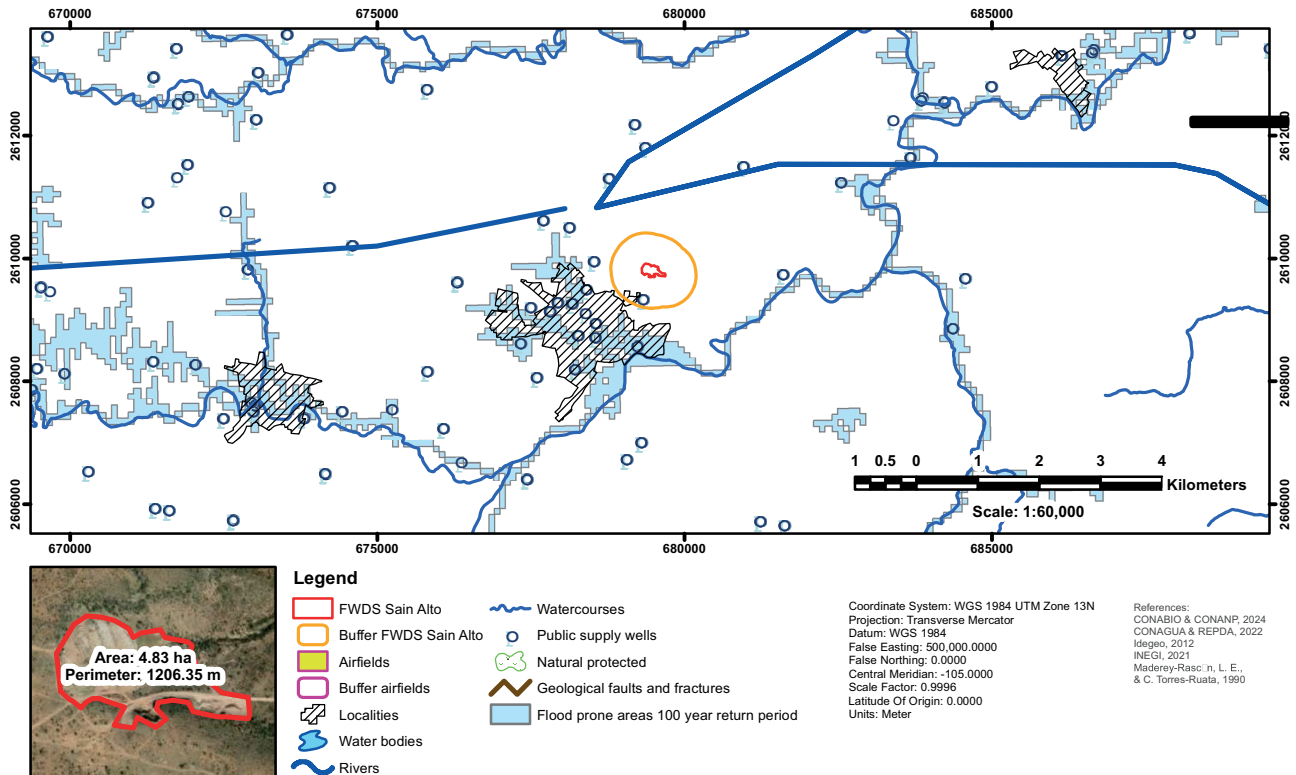 670000 675000 680000 685000
2612000 2612000
2610000 2610000
2608000 2608000
2606000 2606000
1 0.5 0 1 2 3 4
Kilometers
Scale: 1:60,000
670000 675000 680000 685000
Area: 4.83 ha
Perimeter: 1206.35 m
Legend
FWDS Sain Alto
Buffer FWDS Sain Alto
Airfields
Buffer airfields
Localities
Water bodies
Rivers
Watercourses
Public supply wells
Natural protected
Geological faults and fractures
Flood prone areas 100 year return period
Coordinate System: WGS 1984 UTM Zone 13N
Projection: Transverse Mercator
Datum: WGS 1984
False Easting: 500,000.0000
False Northing: 0.0000
Central Meridian: -105.0000
Scale Factor: 0.9996
Latitude Of Origin: 0.0000
Units: Meter
References:
CONABIO & CONANP, 2024
CONAGUA & REPDA, 2022
Idegeo, 2012
INEGI, 2021
Maderey-Rasc□n, L. E.,
& C. Torres-Ruata, 1990